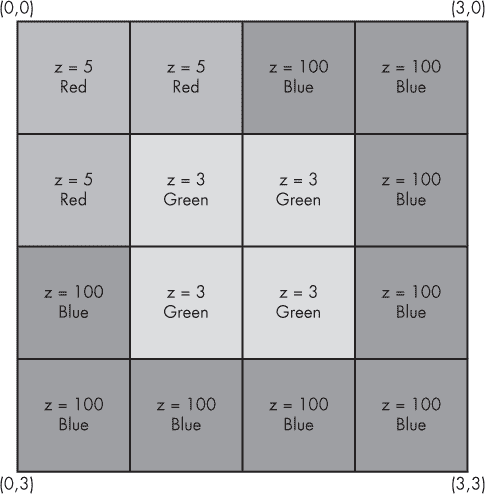 (0,0) (3,0)
z = 5 z = 5 z = 100 z = 100
Red Red Blue Blue
z = 5 z = 3 z = 3 z = 100
Red Green Green Blue
z = 100 z = 3 z = 3 z = 100
Blue Green Green Blue
z = 100 z = 100 z = 100 z = 100
Blue Blue Blue Blue
(0,3) (3,3)